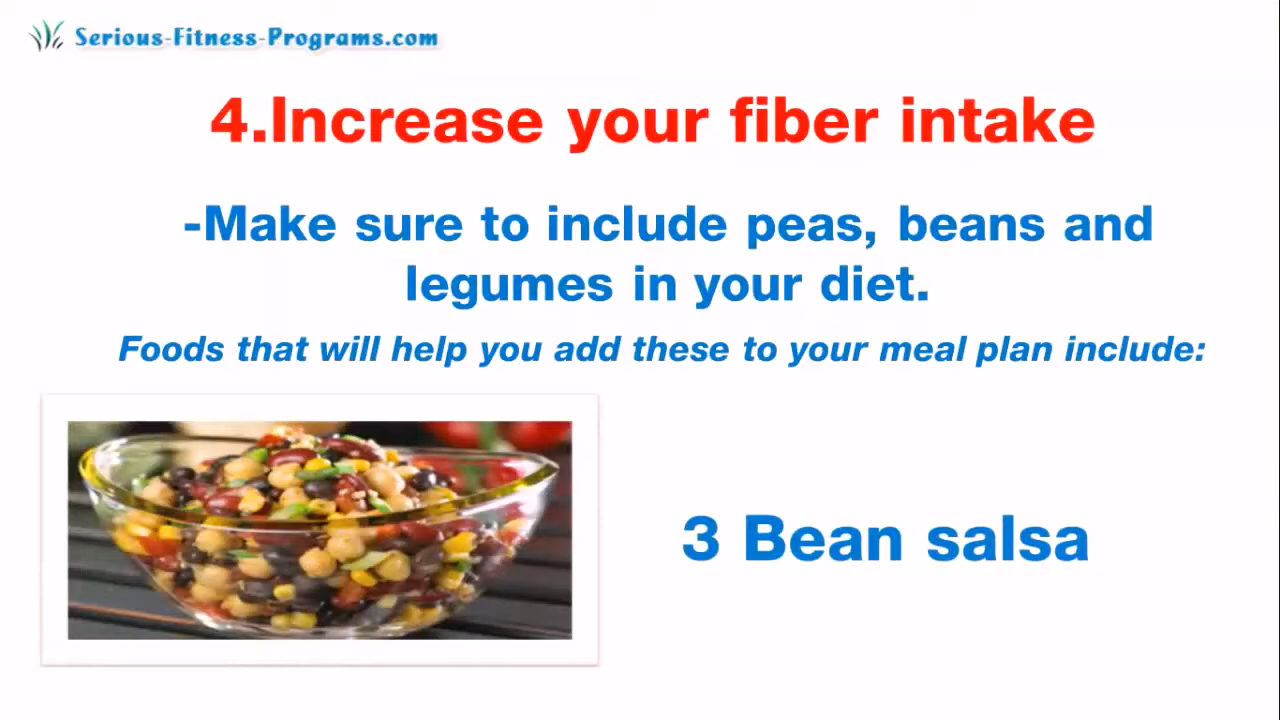 Serious-Fitness-Programs.com
4.Increase your fiber intake
-Make sure to include peas, beans and
legumes in your diet.
Foods that will help you add these to your meal plan include:
3 Bean salsa